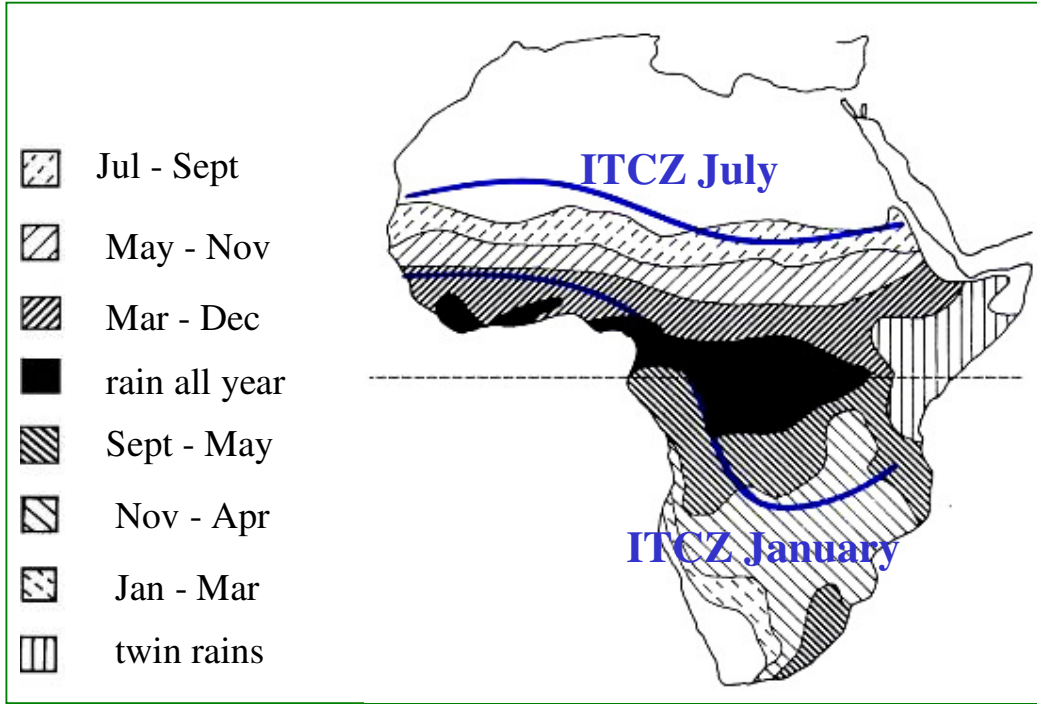 Jul - Sept
May - Nov
Mar - Dec
rain all year
Sept - May
Nov - Apr
Jan - Mar
twin rains
ITCZ July
ITCZ January